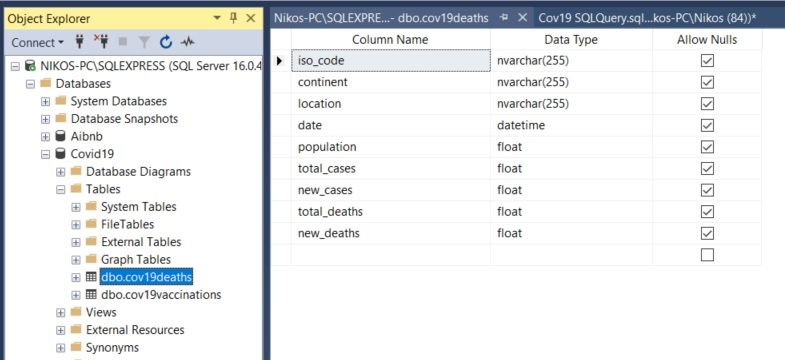 Object Explorer
Connect
NIKOS-PC\SQLEXPRESS (SQL Server 16.0.4
Databases
System Databases
Database Snapshots
Aibnb
Covid19
Database Diagrams
Tables
System Tables
FileTables
External Tables
Graph Tables
dbo.cov19deaths
dbo.cov19vaccinations
Views
External Resources
Synonyms
Nikos-PC\SQLEXPRE...- dbo.cov19deaths
Cov19 SQLQuery.sql...kos-PC\Nikos (84))*
Column Name Data Type Allow Nulls
iso_code nvarchar(255)
continent nvarchar(255)
location nvarchar(255)
date datetime
population float
total_cases float
new_cases float
total_deaths float
new_deaths float